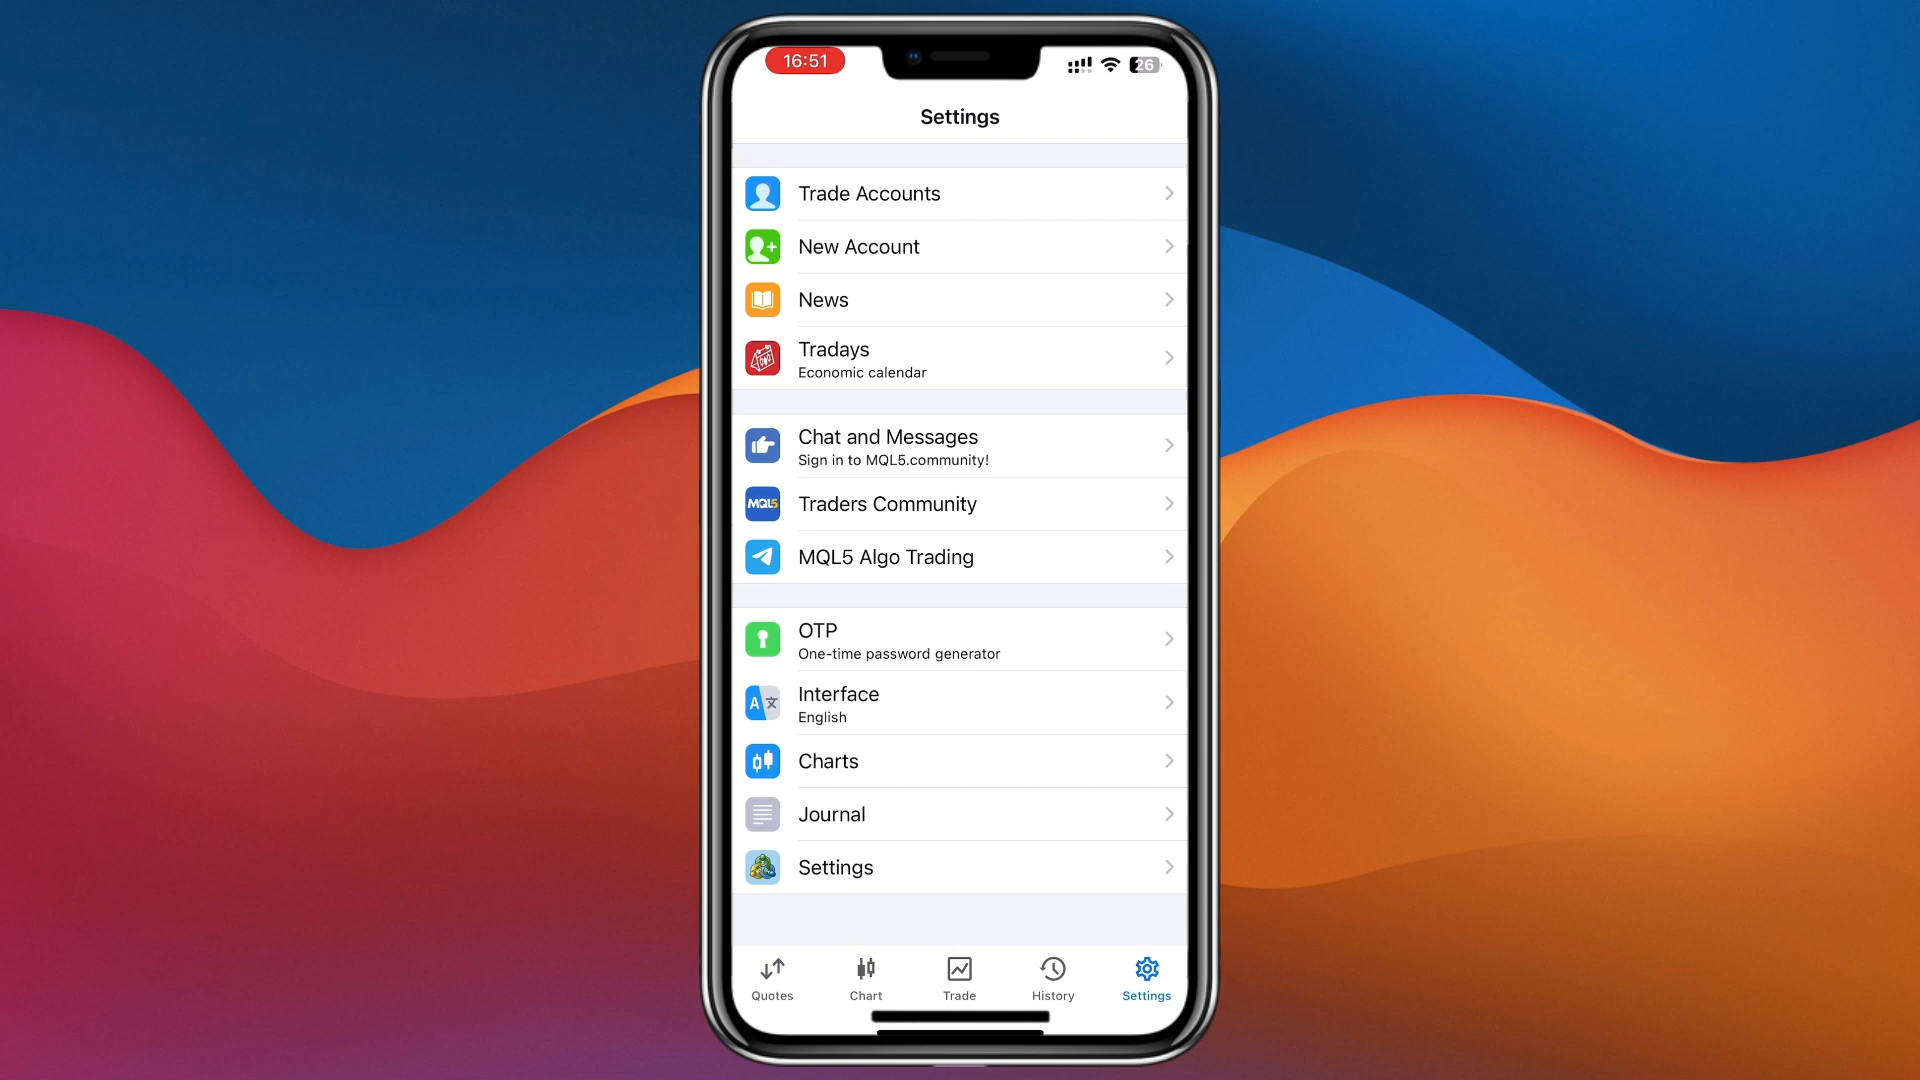 16:51
26
Settings
Trade Accounts
New Account
News
Tradays
Economic calendar
Chat and Messages
Sign in to MQL5.community!
MQL5
Traders Community
MQL5 Algo Trading
OTP
One-time password generator
A 文
Interface
English
Charts
Journal
Settings
Quotes
Chart
Trade
History
Settings